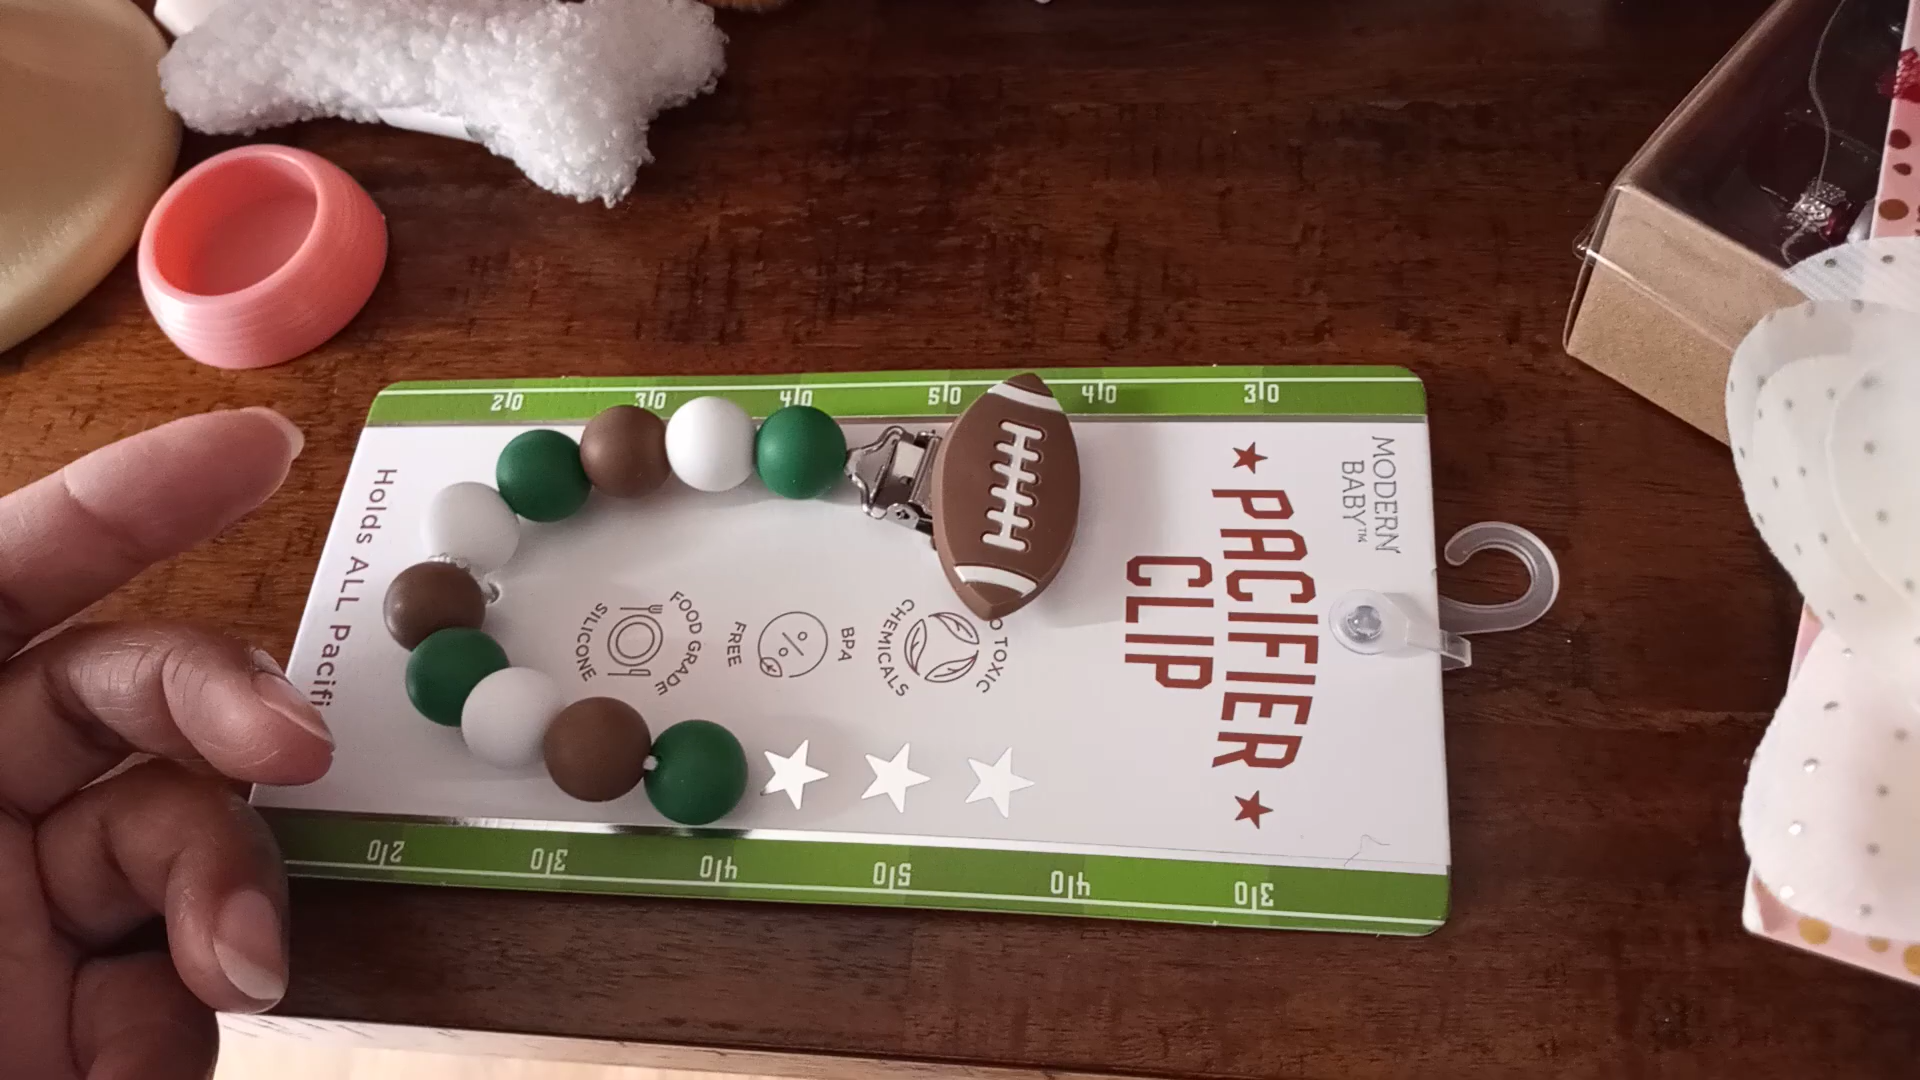 MODERN
BABY™
PACIFIER
CLIP
TOXIC
CHEMICALS
BPA
FREE
FOOD GRADE
SILICONE
Holds ALL Pacifi
20
30
40
50
40
30
20
30
40
50
40
30